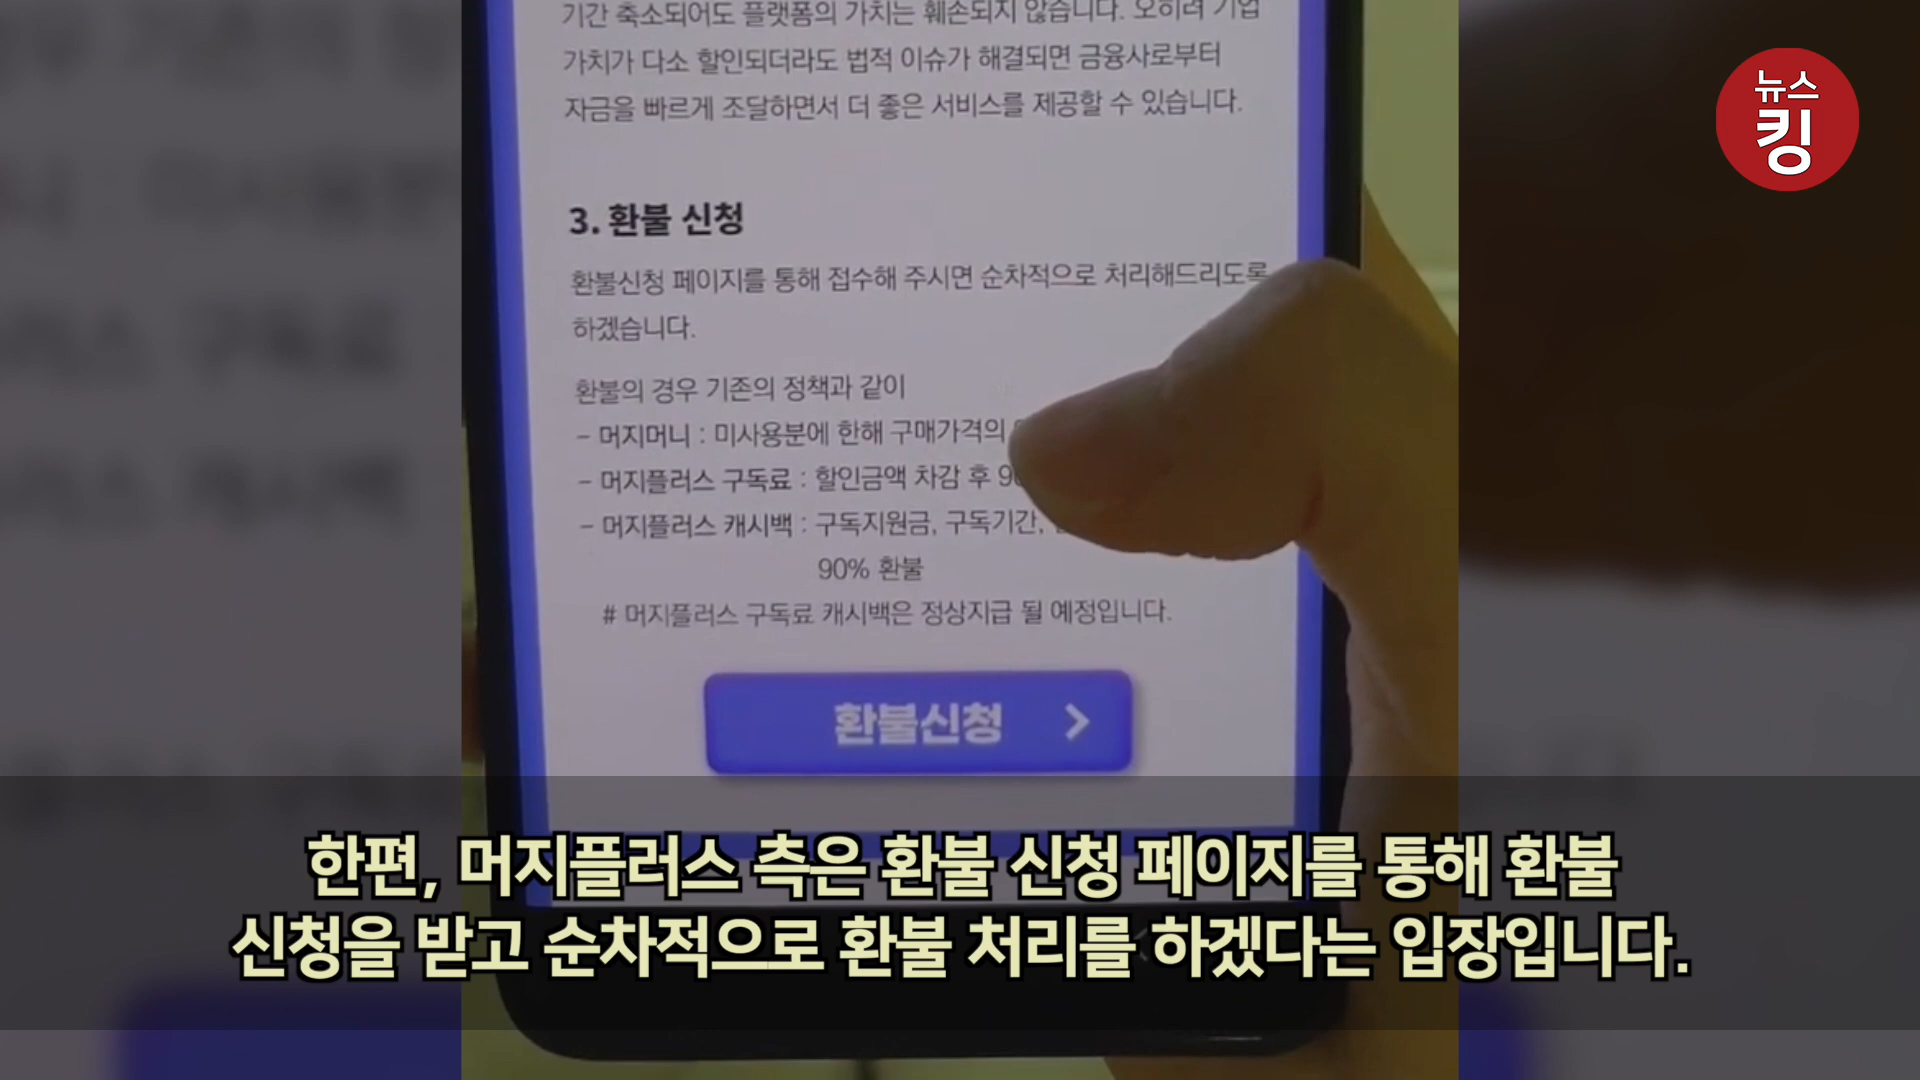 기간 축소되어도 플랫폼의 가치는 훼손되지 않습니다. 오히려 기업
가치가 다소 할인되더라도 법적 이슈가 해결되면 금융사로부터
자금을 빠르게 조달하면서 더 좋은 서비스를 제공할 수 있습니다.
뉴스
킹
3. 환불 신청
환불신청 페이지를 통해 접수해 주시면 순차적으로 처리해드리도록
하겠습니다.
환불의 경우 기존의 정책과 같이
- 머지머니 : 미사용분에 한해 구매가격의
- 머지플러스 구독료 : 할인금액 차감 후
- 머지플러스 캐시백 : 구독지원금, 구독기간,
90% 환불
# 머지플러스 구독료 캐시백은 정상지급 될 예정입니다.
환불신청 >
한편, 머지플러스 측은 환불 신청 페이지를 통해 환불
신청을 받고 순차적으로 환불 처리를 하겠다는 입장입니다.